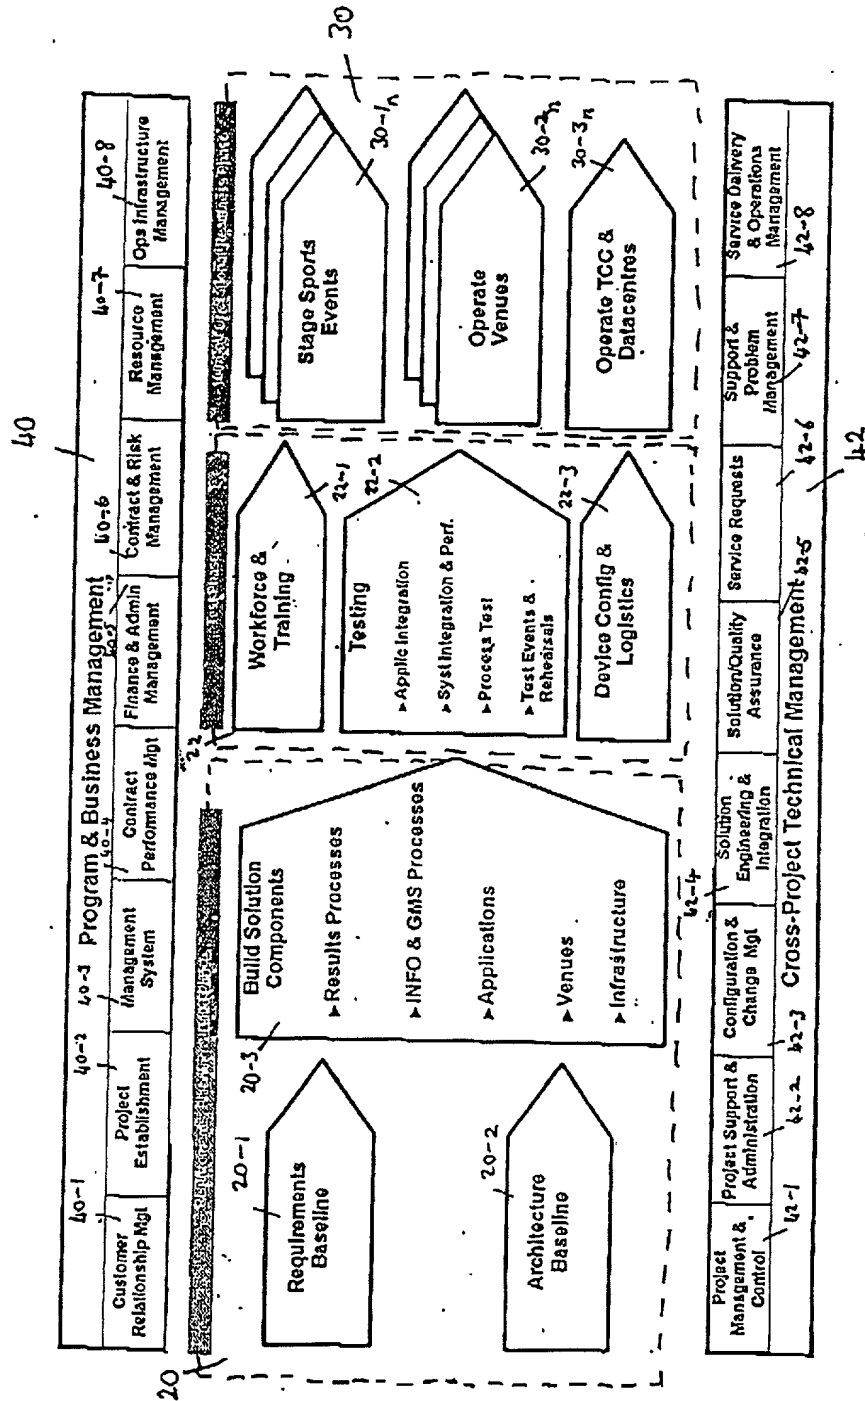 40
Program & Business Management
40-1
40-2
40-3
40-4
40-5
40-6
40-7
40-8
Customer
Relationship Mgt
Project
Establishment
Management
System
Contract
Performance Mgt
Finance & Admin
Management
Contract & Risk
Management
Resource
Management
Ops Infrastructure
Management
20
20-1
Requirements
Baseline
20-2
Architecture
Baseline
20-3
Build Solution
Components
➤Results Processes
➤INFO & GMS Processes
➤Applications
➤Venues
➤Infrastructure
22
Workforce &
Training
22-1
Testing
22-2
➤Applic Integration
➤Syst Integration & Perf.
➤Process Test
➤Test Events &
Rehearsals
Device Config &
Logistics
22-3
30
Stage Sports
Events
30-1n
Operate
Venues
30-2n
Operate TCC &
Datacentres
30-3n
Project
Management &
Control
Project Support &
Administration
Configuration &
Change Mgt
Solution
Engineering &
Integration
Solution/Quality
Assurance
Service Requests
Support &
Problem
Management
Service Delivery
& Operations
Management
42-1
42-2
42-3
42-4
42-5
42-6
42-7
42-8
Cross-Project Technical Management
42